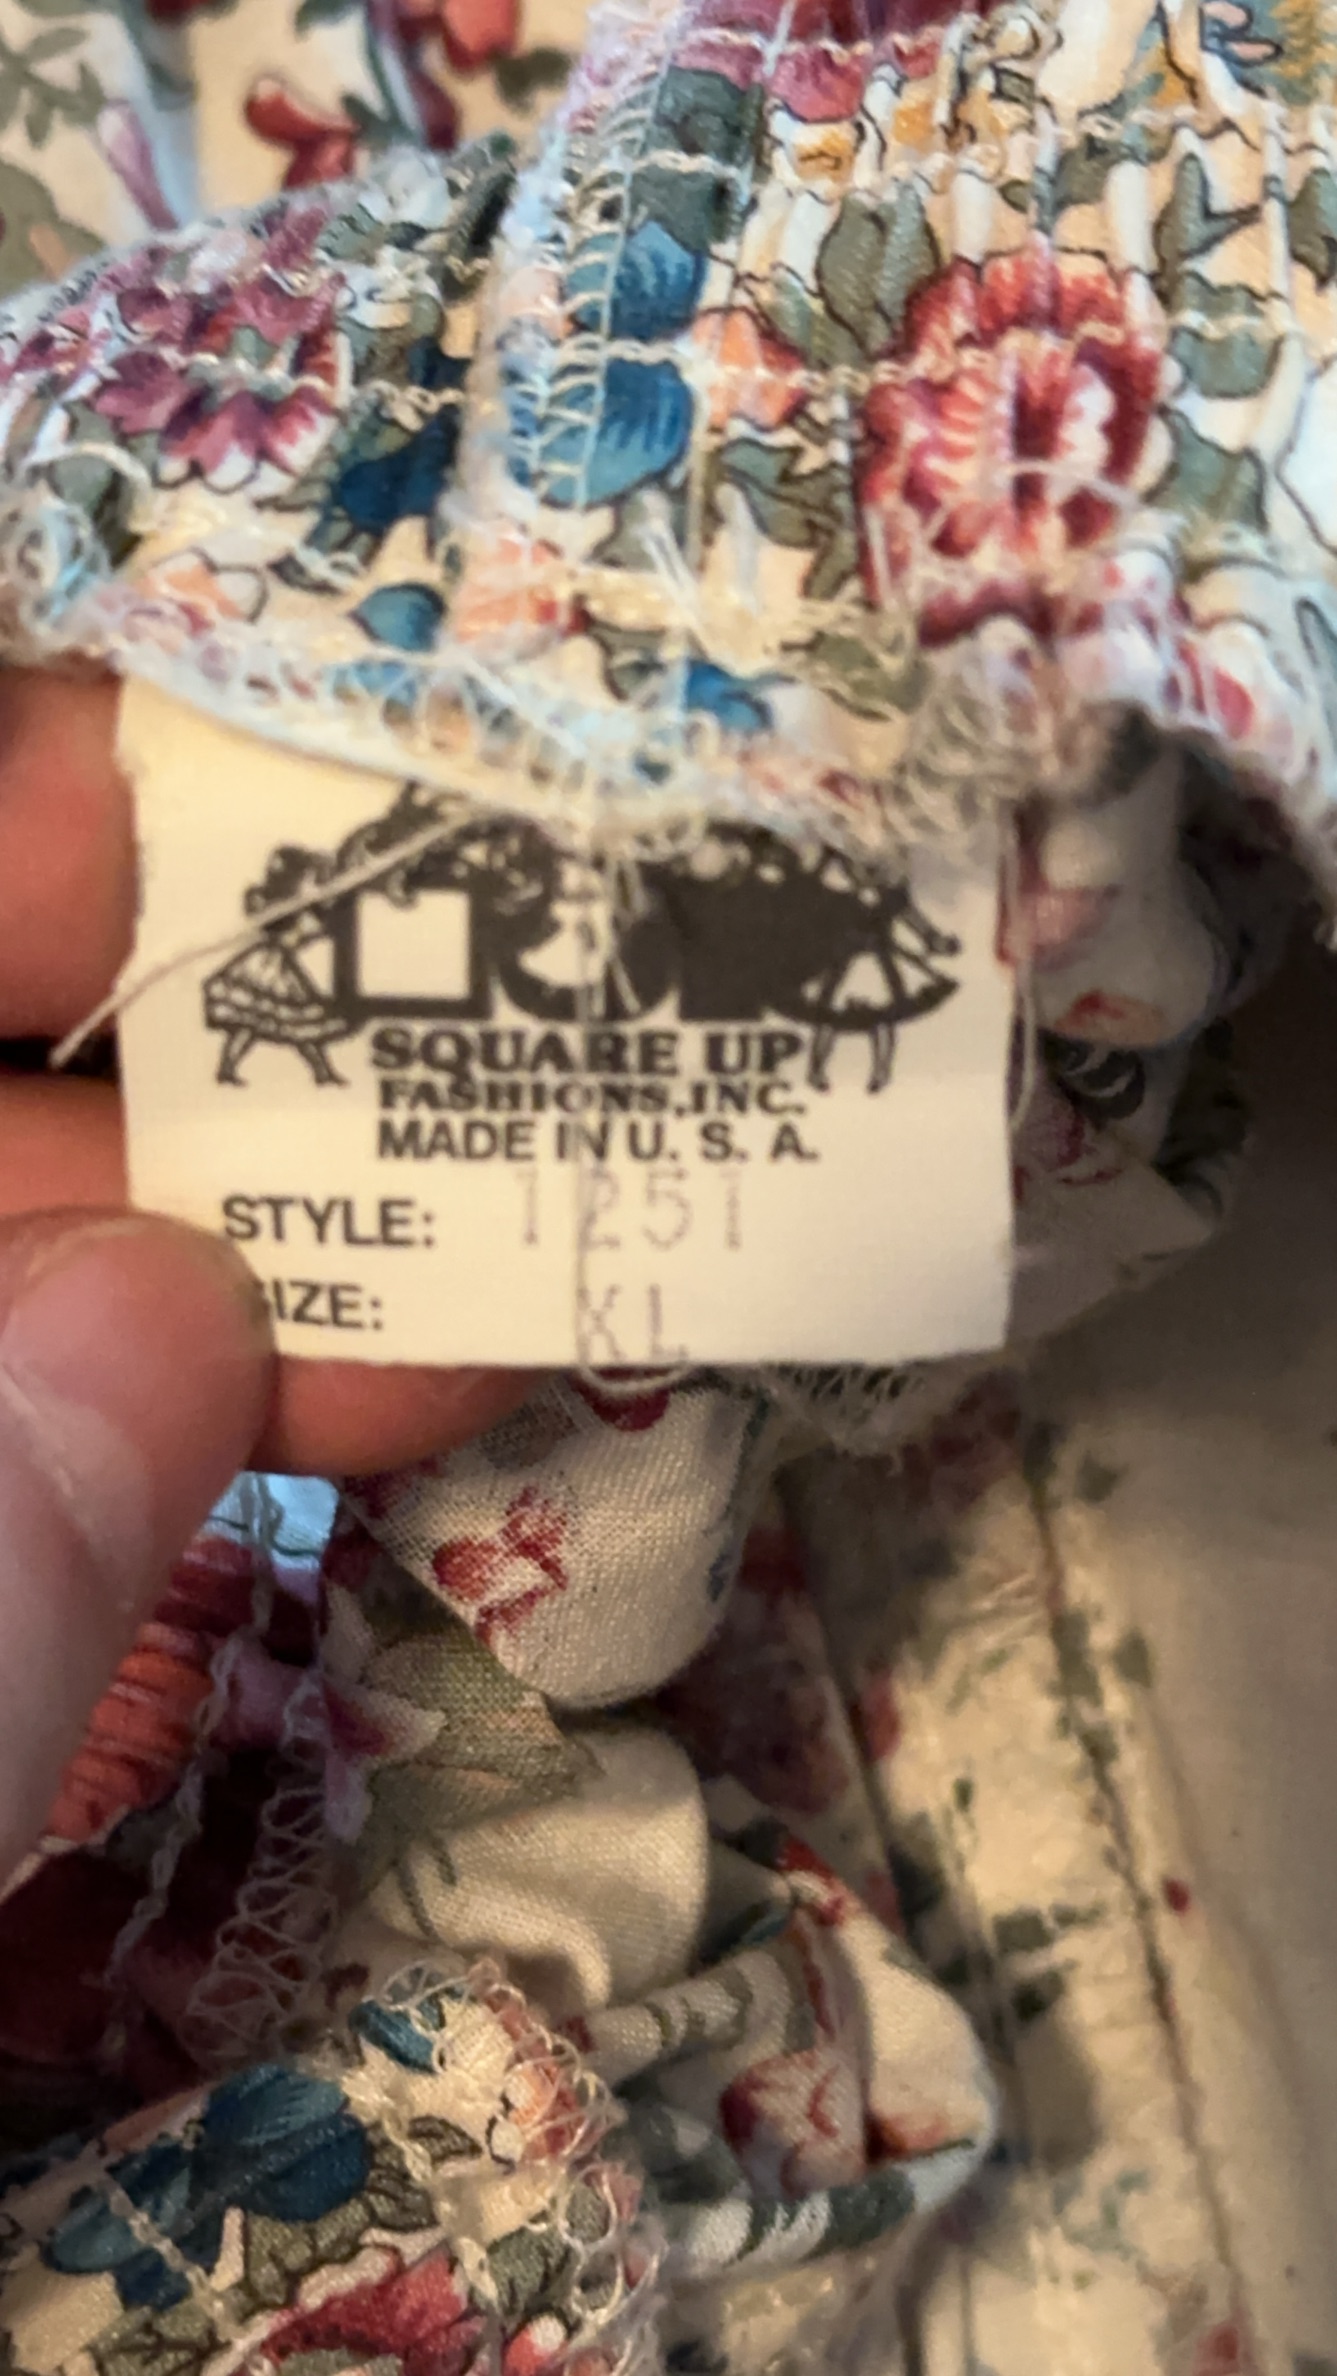 SQUARE UP
FASHIONS, INC.
MADE IN U. S. A.
STYLE: 1251
SIZE: XL